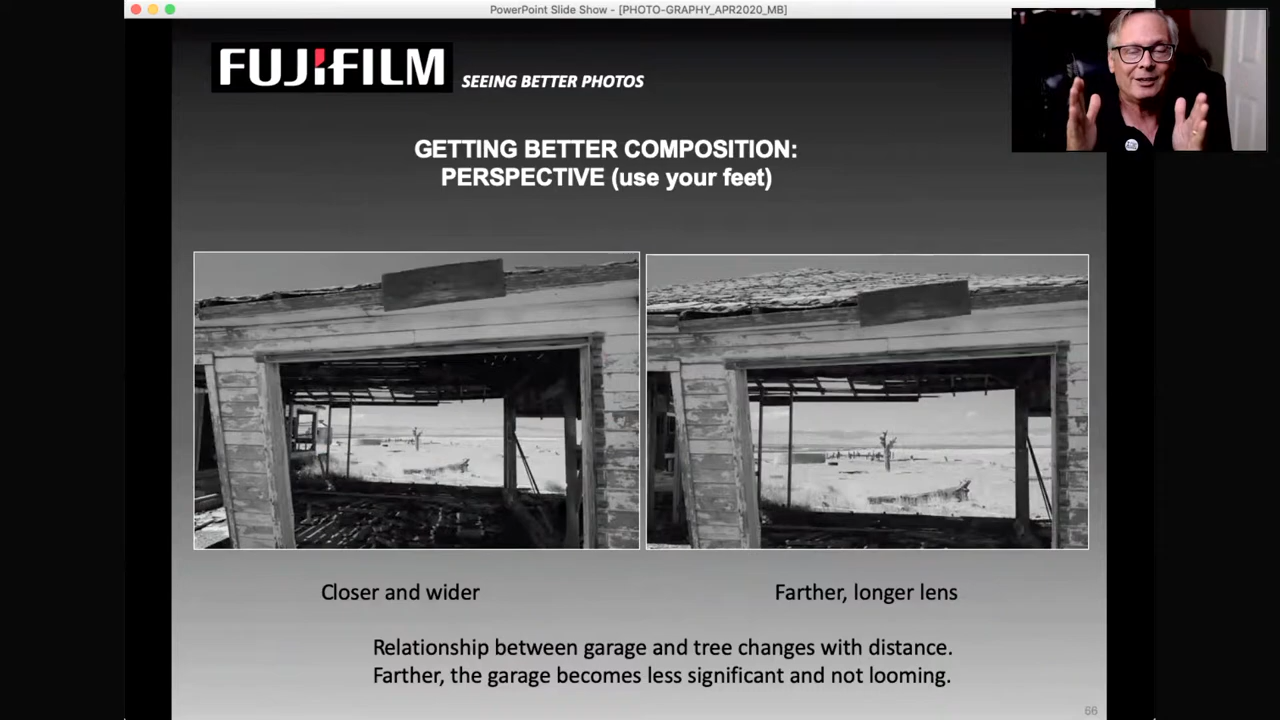 PowerPoint Slide Show - [PHOTO-GRAPHY_APR2020_MB]
FUJIFILM SEEING BETTER PHOTOS
GETTING BETTER COMPOSITION:
PERSPECTIVE (use your feet)
Closer and wider
Farther, longer lens
Relationship between garage and tree changes with distance.
Farther, the garage becomes less significant and not looming.
66